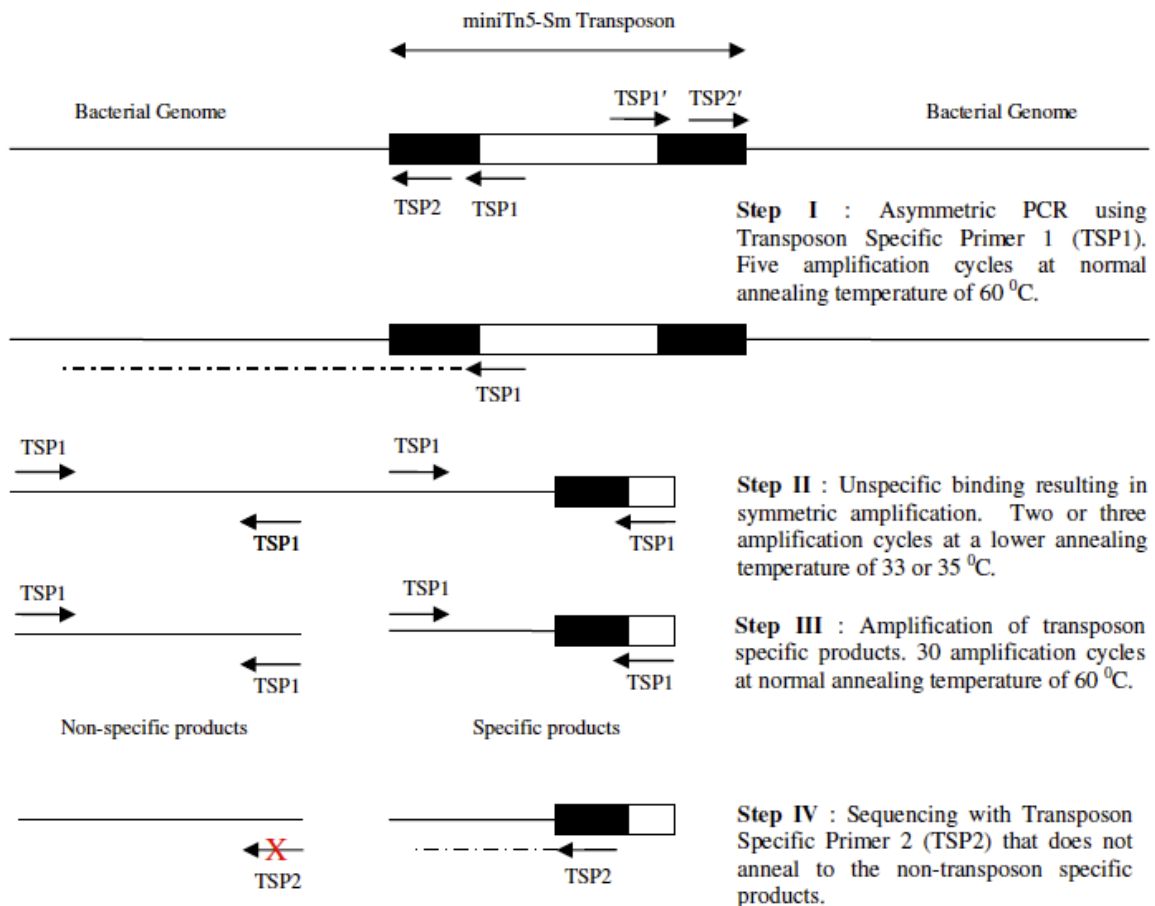 miniTn5-Sm Transposon
TSP1′ TSP2′
Bacterial Genome Bacterial Genome
TSP2 TSP1
Step I : Asymmetric PCR using
Transposon Specific Primer 1 (TSP1).
Five amplification cycles at normal
annealing temperature of 60 ⁰C.
TSP1
TSP1 TSP1
TSP1 TSP1
Step II : Unspecific binding resulting in
symmetric amplification. Two or three
amplification cycles at a lower annealing
temperature of 33 or 35 ⁰C.
TSP1 TSP1
TSP1 TSP1
Step III : Amplification of transposon
specific products. 30 amplification cycles
at normal annealing temperature of 60 ⁰C.
Non-specific products Specific products
X
TSP2 TSP2
Step IV : Sequencing with Transposon
Specific Primer 2 (TSP2) that does not
anneal to the non-transposon specific
products.